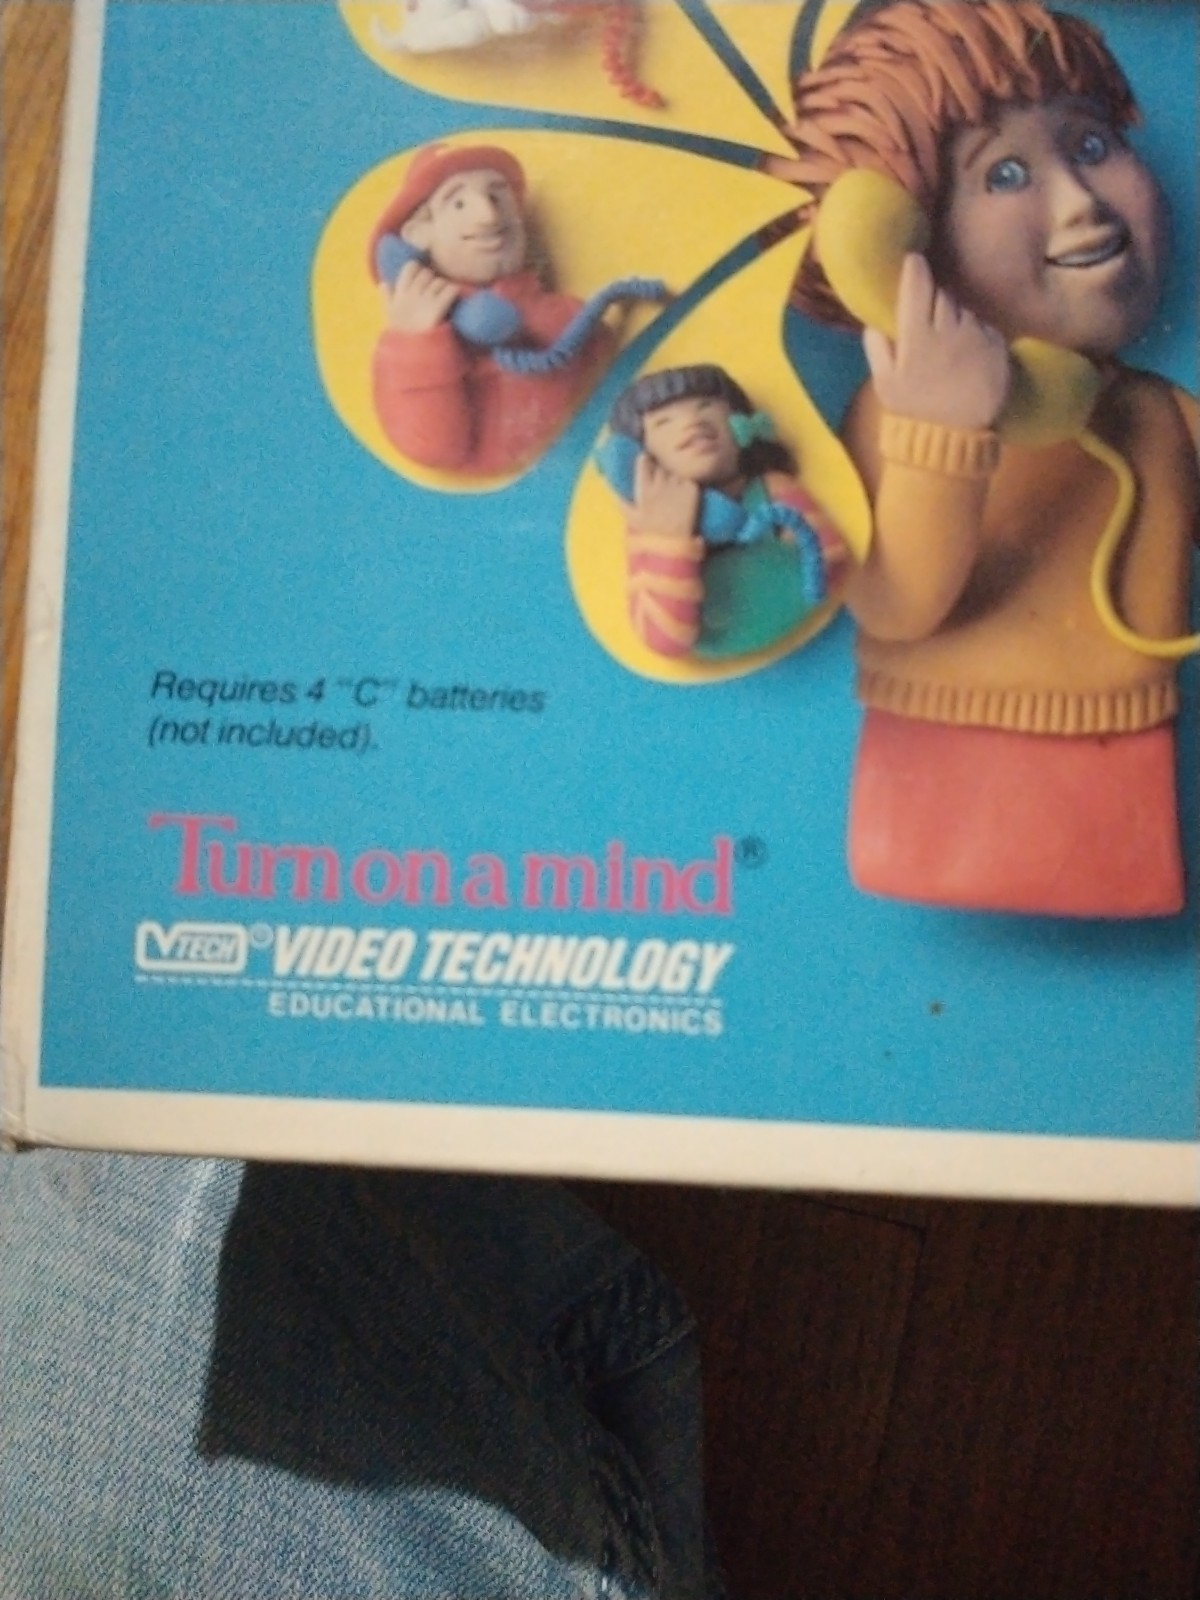 Requires 4 "C" batteries
(not included).
Turn on a mind®
VTECH® VIDEO TECHNOLOGY
EDUCATIONAL ELECTRONICS